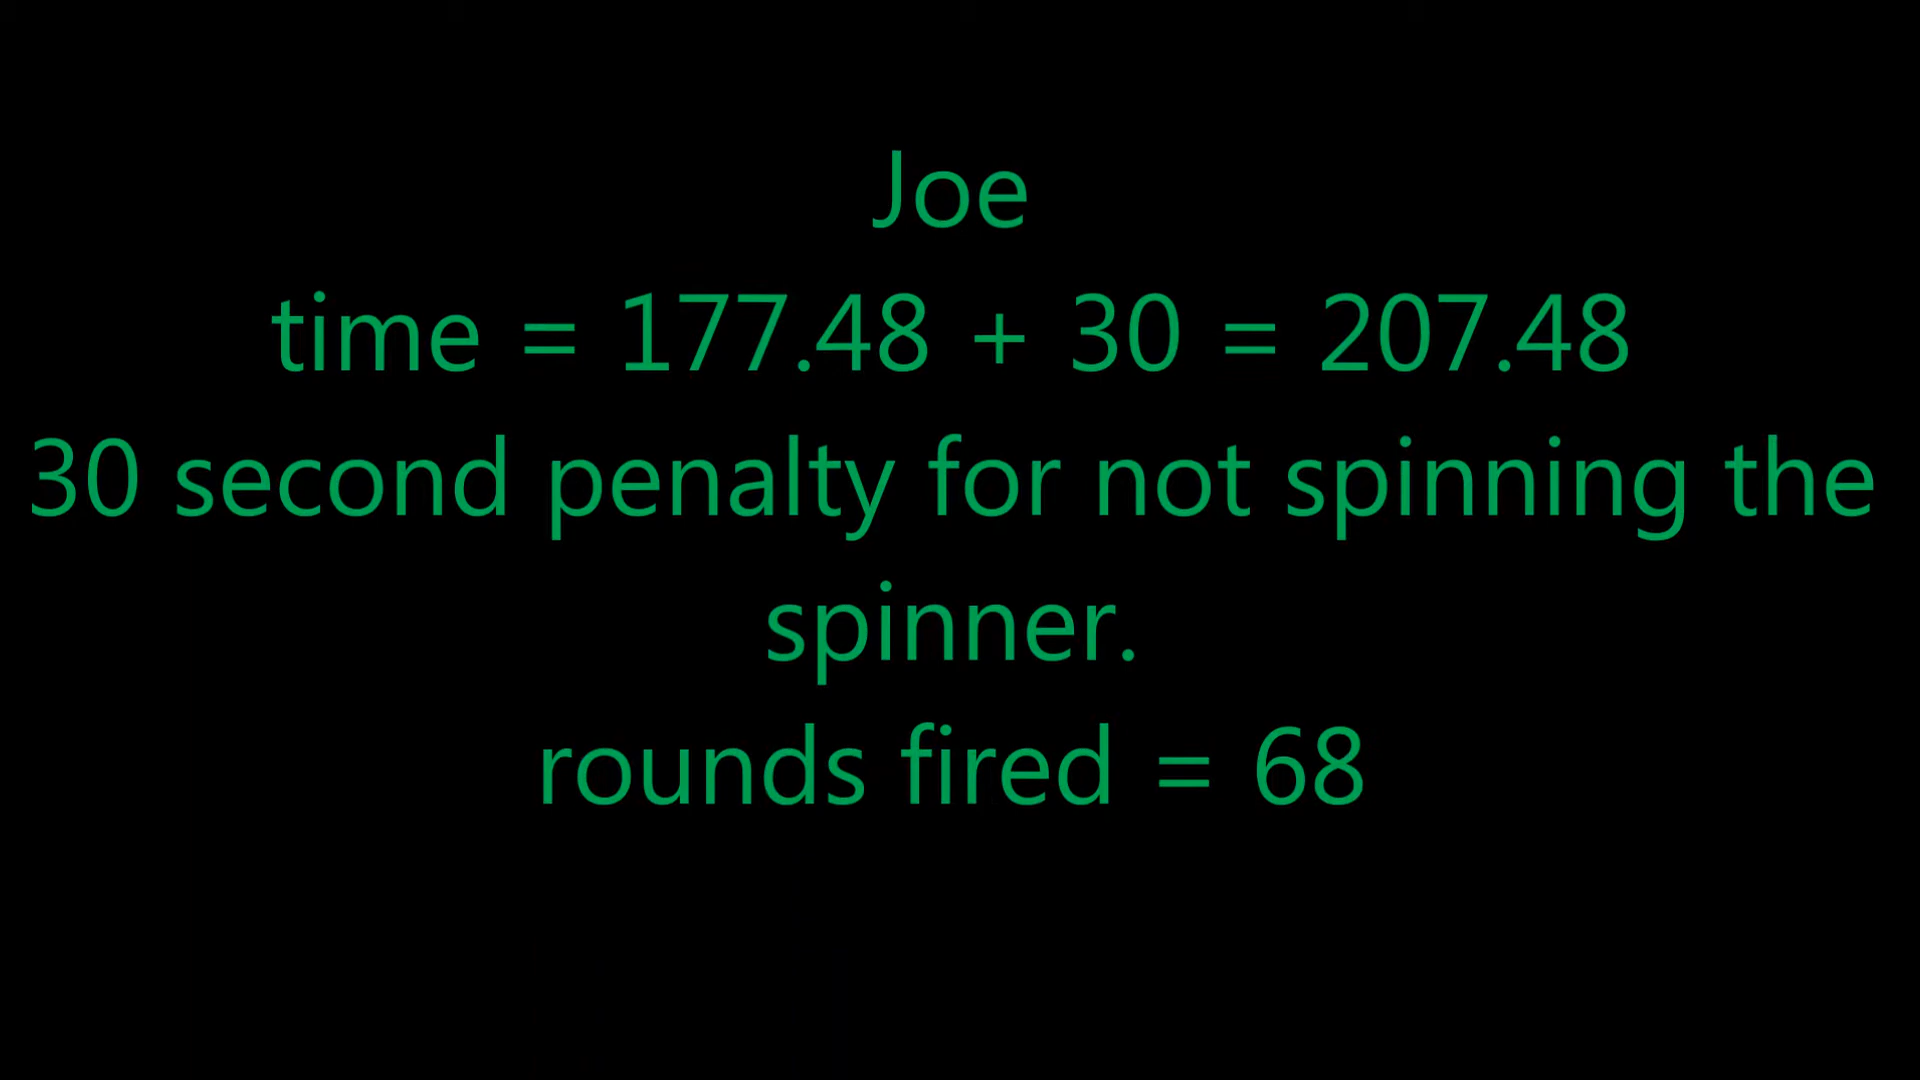 Joe
time = 177.48 + 30 = 207.48
30 second penalty for not spinning the
spinner.
rounds fired = 68